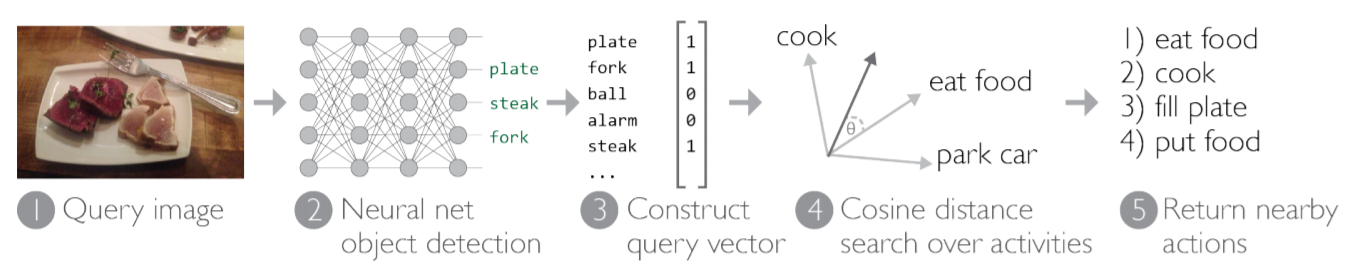 plate
steak
fork
plate 1
fork 1
ball 0
alarm 0
steak 1
...
cook
eat food
θ
park car
1) eat food
2) cook
3) fill plate
4) put food
1 Query image
2 Neural net
object detection
3 Construct
query vector
4 Cosine distance
search over activities
5 Return nearby
actions